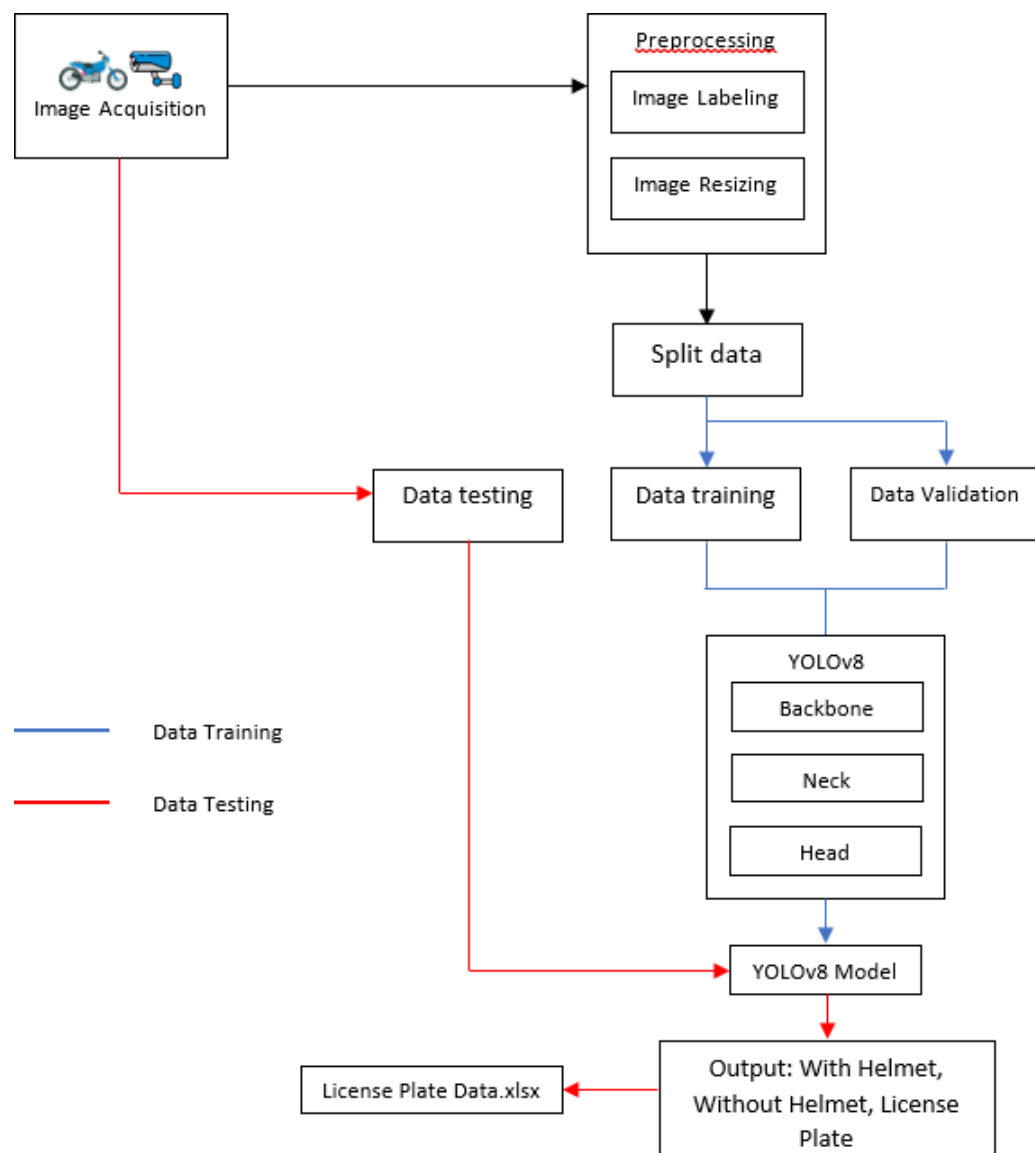 Image Acquisition
Preprocessing
Image Labeling
Image Resizing
Split data
Data testing
Data training
Data Validation
YOLOv8
Backbone
Neck
Head
Data Training
Data Testing
YOLOv8 Model
Output: With Helmet,
Without Helmet, License
Plate
License Plate Data.xlsx